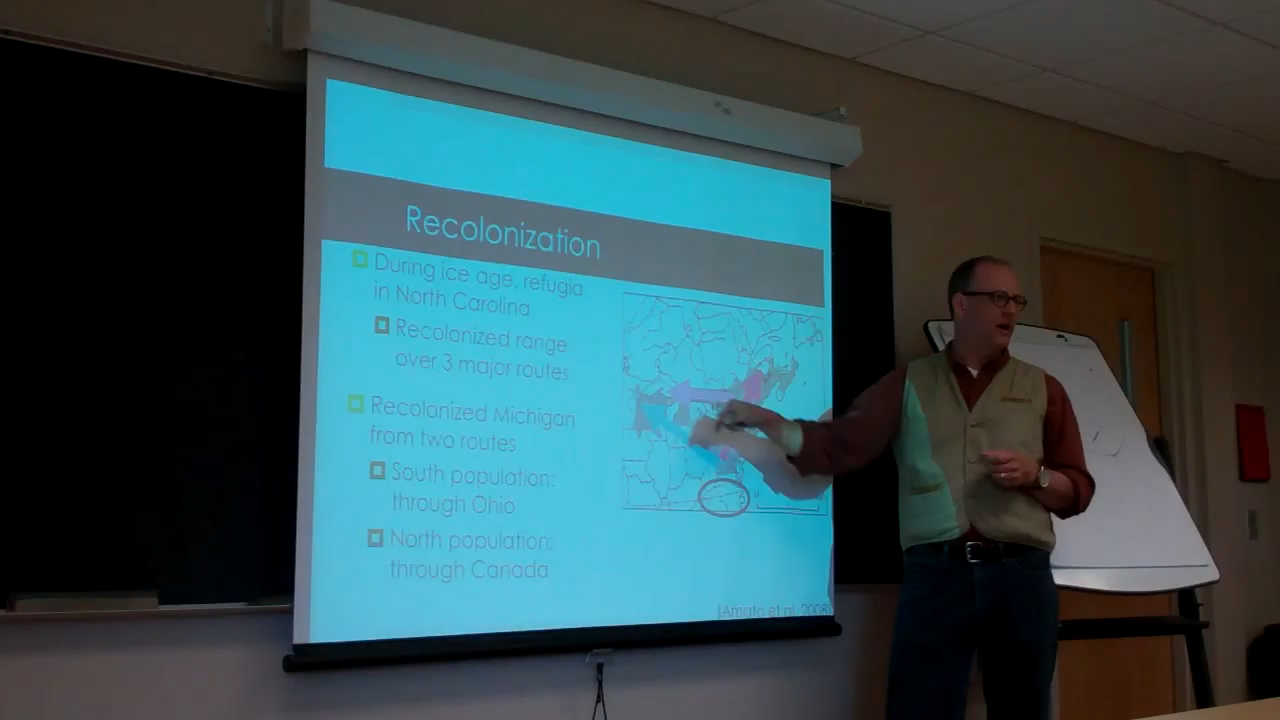 Recolonization
During ice age, refugia
in North Carolina
Recolonized range
over 3 major routes
Recolonized Michigan
from two routes
South population:
through Ohio
North population:
through Canada
(Amato et al. 2008)